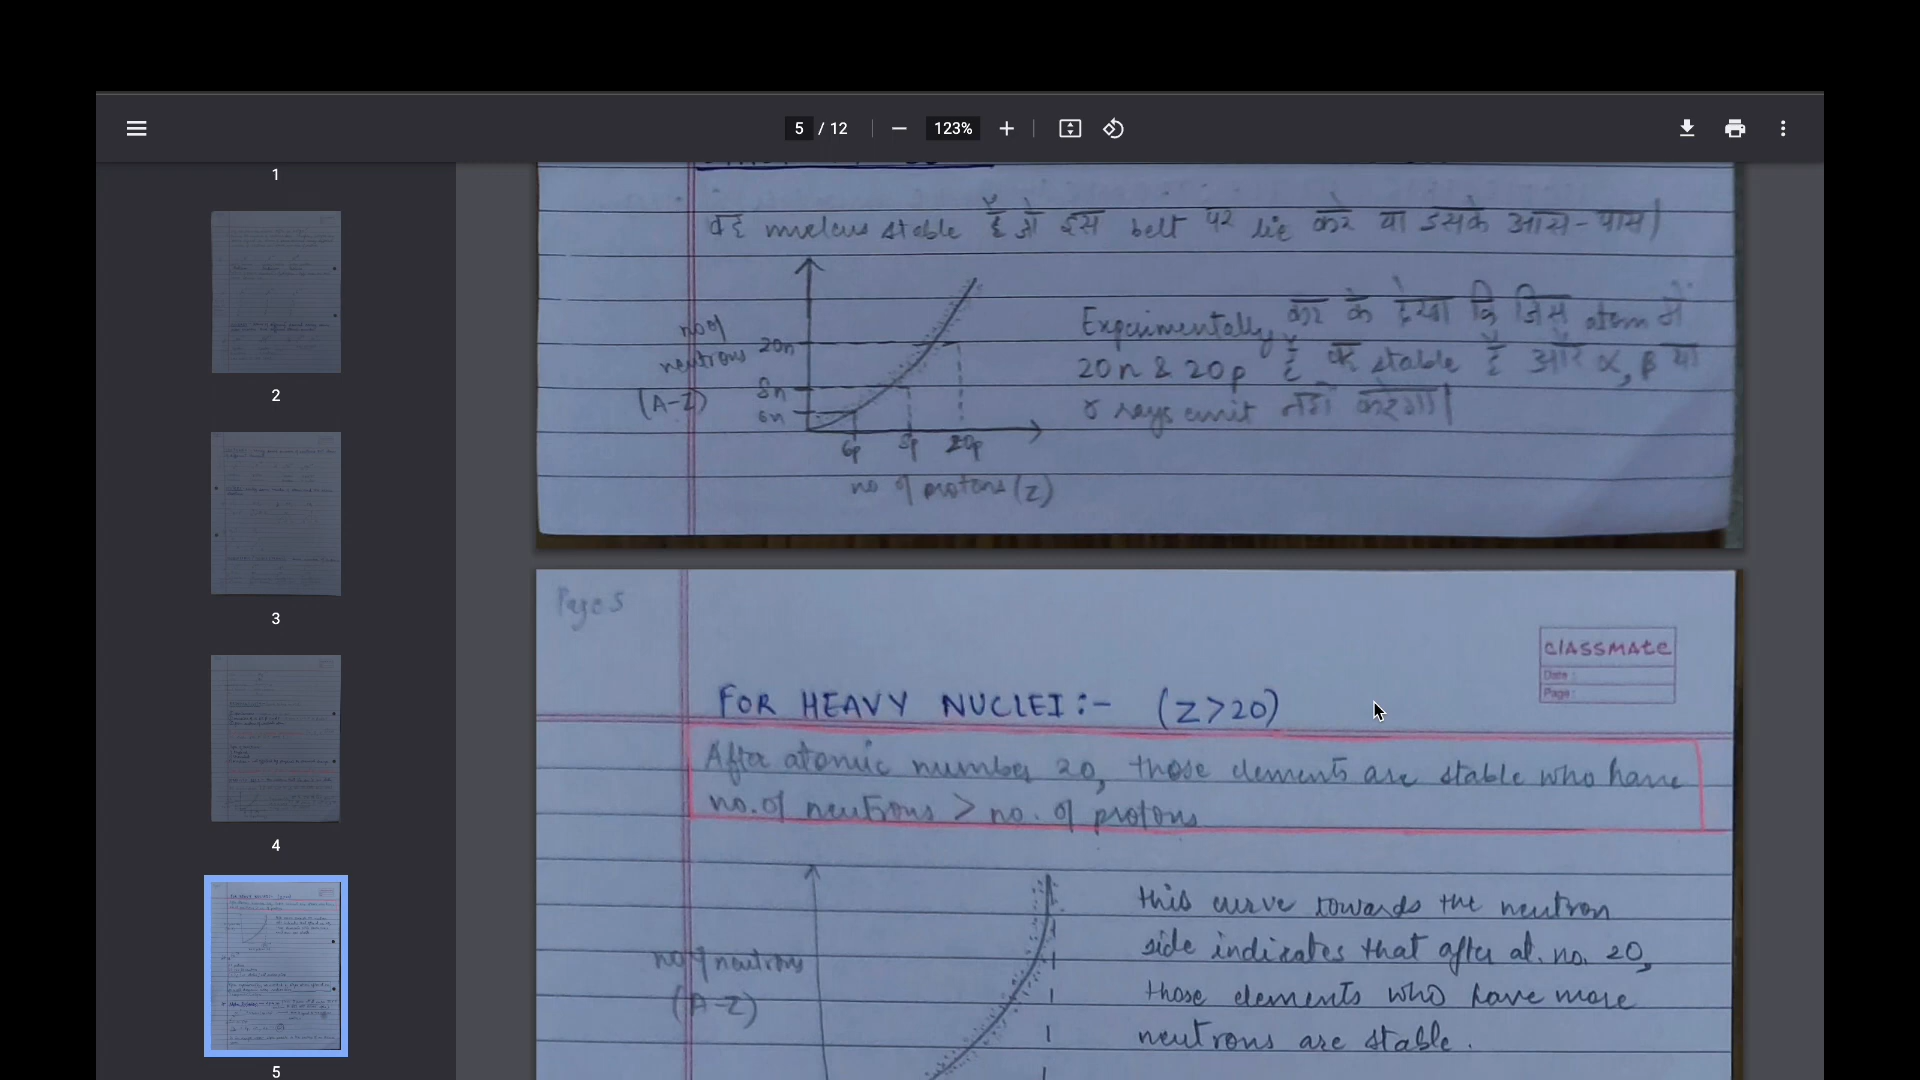 5 / 12
123%
1
2
3
4
5
वह nucleus stable है जो इस belt पर lie करे या इसके आस-पास।
no of
neutrons
(A-Z)
20n
8n
6n
6p 8p 20p
no of protons (Z)
Experimentally कर के देखा कि जिस atom में
20n & 20p हैं वह stable है और α, β या
γ rays emit नहीं करेगा।
Page 5
CLASSMATE
Date :
Page :
FOR HEAVY NUCLEI :- (Z>20)
After atomic number 20, those elements are stable who have
no. of neutrons > no. of protons
no of neutrons
(A-Z)
this curve towards the neutron
side indicates that after at. no. 20,
those elements who have more
neutrons are stable.